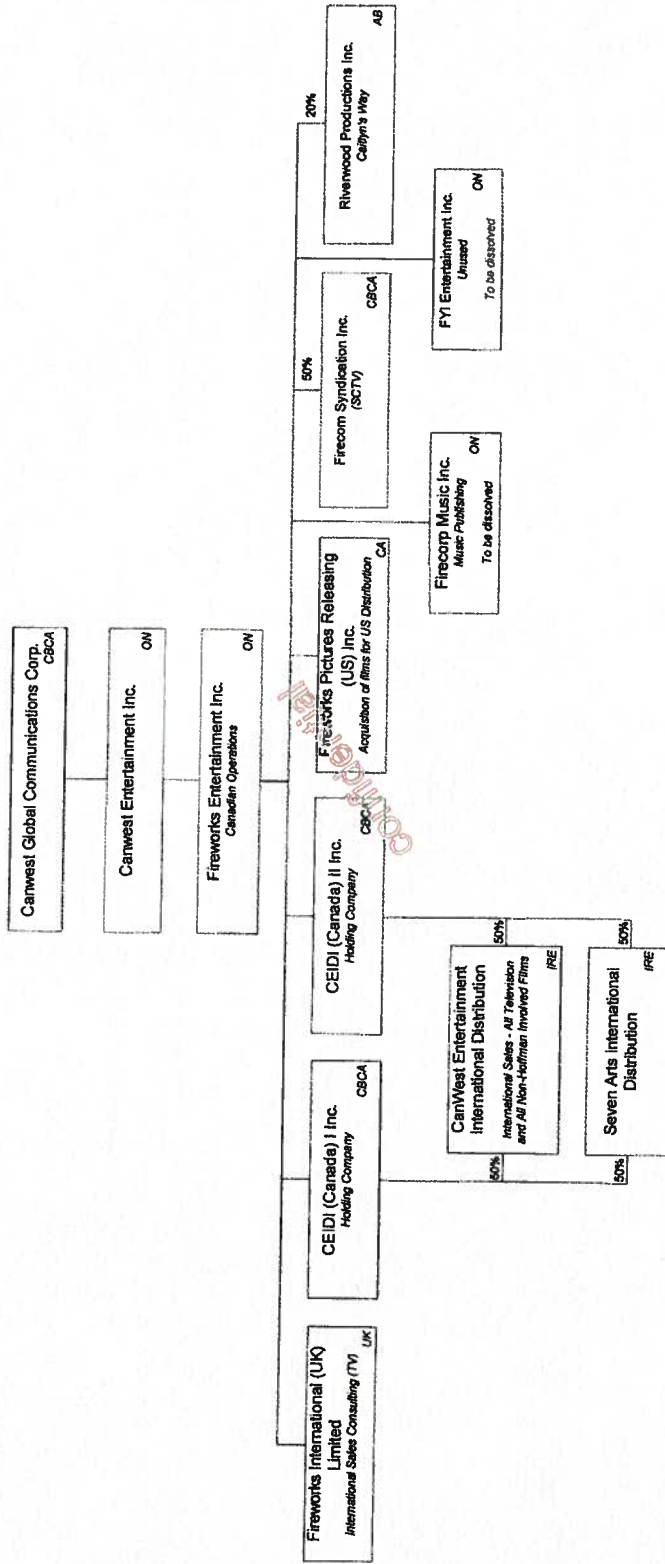 Canwest Global Communications Corp.
CBCA
Canwest Entertainment Inc.
ON
Fireworks Entertainment Inc.
Canadian Operations
ON
Fireworks International (UK)
Limited
International Sales Consulting (TV)
UK
CEIDI (Canada) I Inc.
Holding Company
CBCA
CEIDI (Canada) II Inc.
Holding Company
CBCA
Fireworks Pictures Releasing
(US) Inc.
Acquisition of films for US Distribution
CA
50%
Firecom Syndication Inc.
(SCTV)
CBCA
20%
Riverwood Productions Inc.
Caitlyn's Way
AB
confidential
50%
CanWest Entertainment
International Distribution
International Sales - All Television
and All Non-Hoffman Involved Films
IRE
50%
50%
Seven Arts International
Distribution
IRE
50%
Firecorp Music Inc.
Music Publishing
ON
To be dissolved
FYI Entertainment Inc.
Unused
ON
To be dissolved